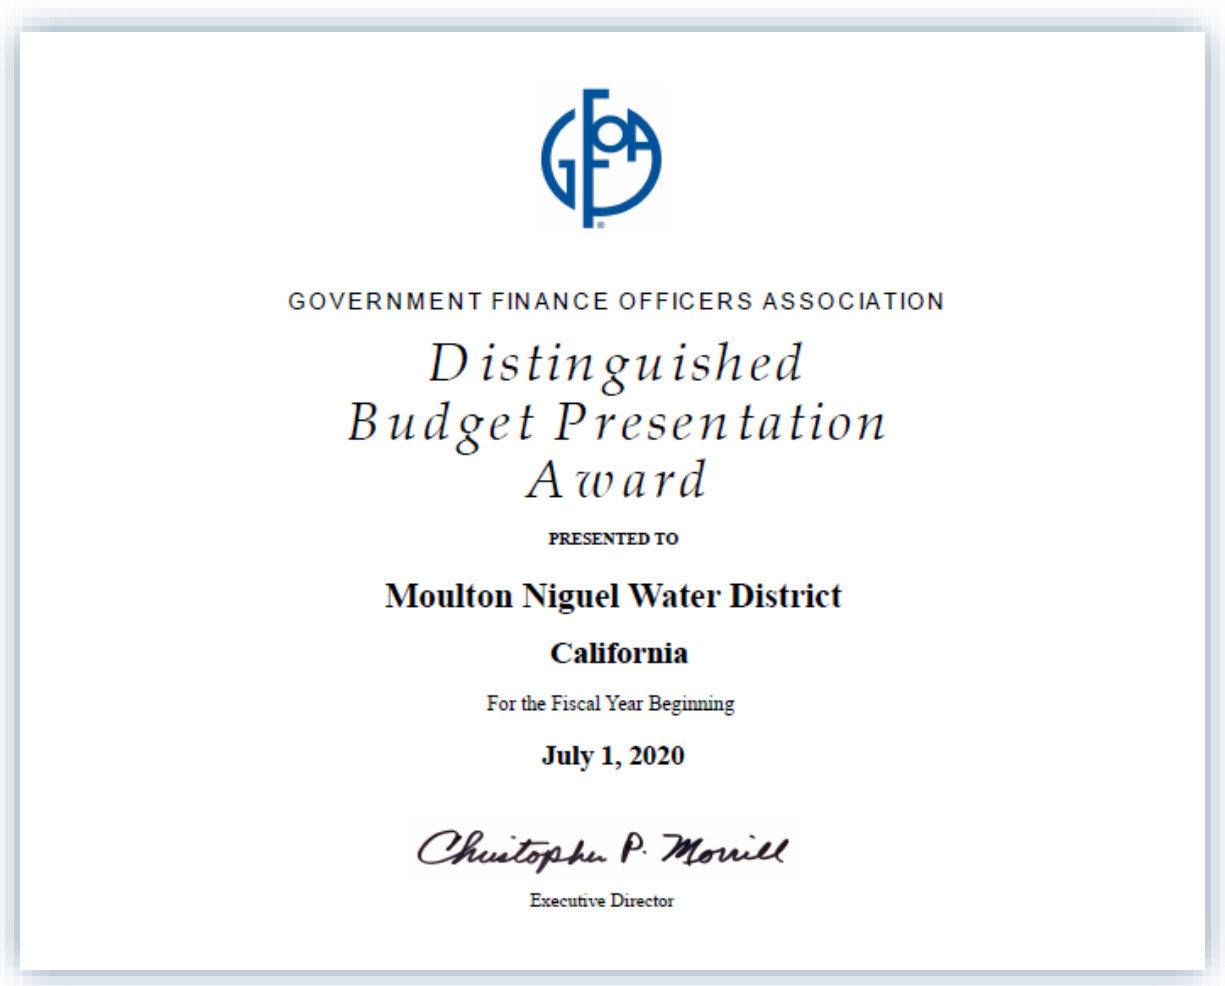 GFOA
®
GOVERNMENT FINANCE OFFICERS ASSOCIATION
Distinguished
Budget Presentation
Award
PRESENTED TO
Moulton Niguel Water District
California
For the Fiscal Year Beginning
July 1, 2020
Christopher P. Morrill
Executive Director